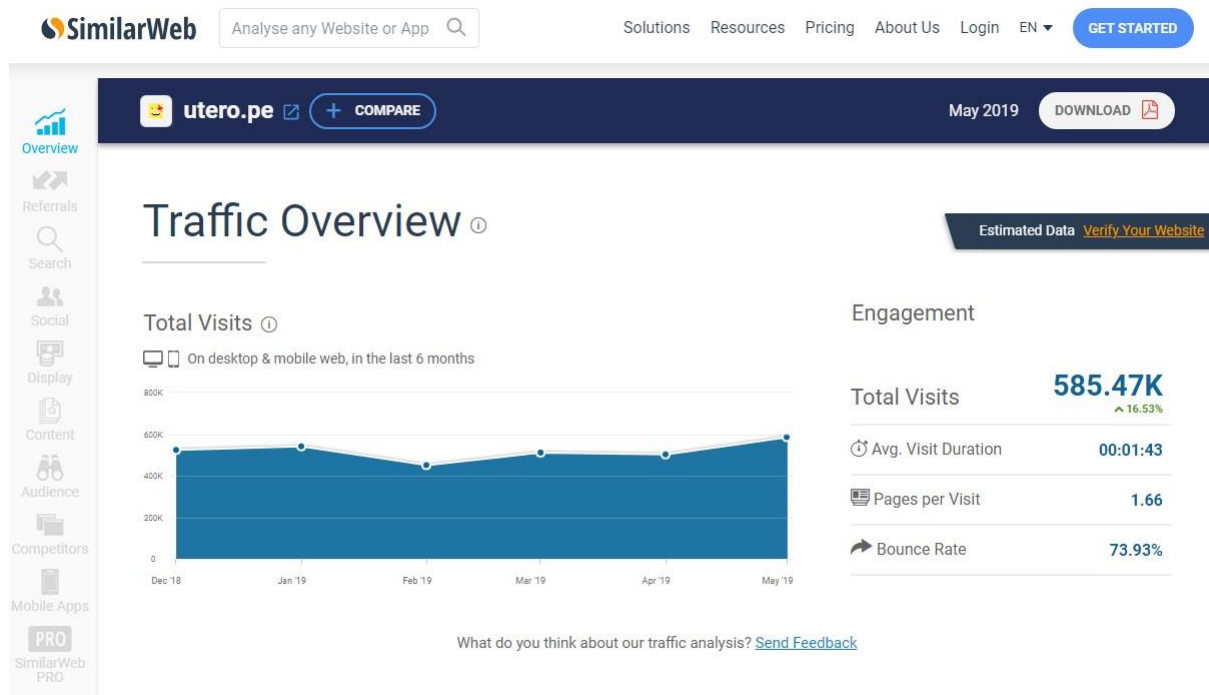 SimilarWeb
Analyse any Website or App
Solutions Resources Pricing About Us Login EN GET STARTED
utero.pe + COMPARE May 2019 DOWNLOAD
Overview
Referrals
Search
Social
Display
Content
Audience
Competitors
Mobile Apps
PRO
SimilarWeb
PRO
Traffic Overview
Estimated Data Verify Your Website
Total Visits
On desktop & mobile web, in the last 6 months
800K
600K
400K
200K
0
Dec '18 Jan '19 Feb '19 Mar '19 Apr '19 May '19
Engagement
Total Visits 585.47K
16.53%
Avg. Visit Duration 00:01:43
Pages per Visit 1.66
Bounce Rate 73.93%
What do you think about our traffic analysis? Send Feedback